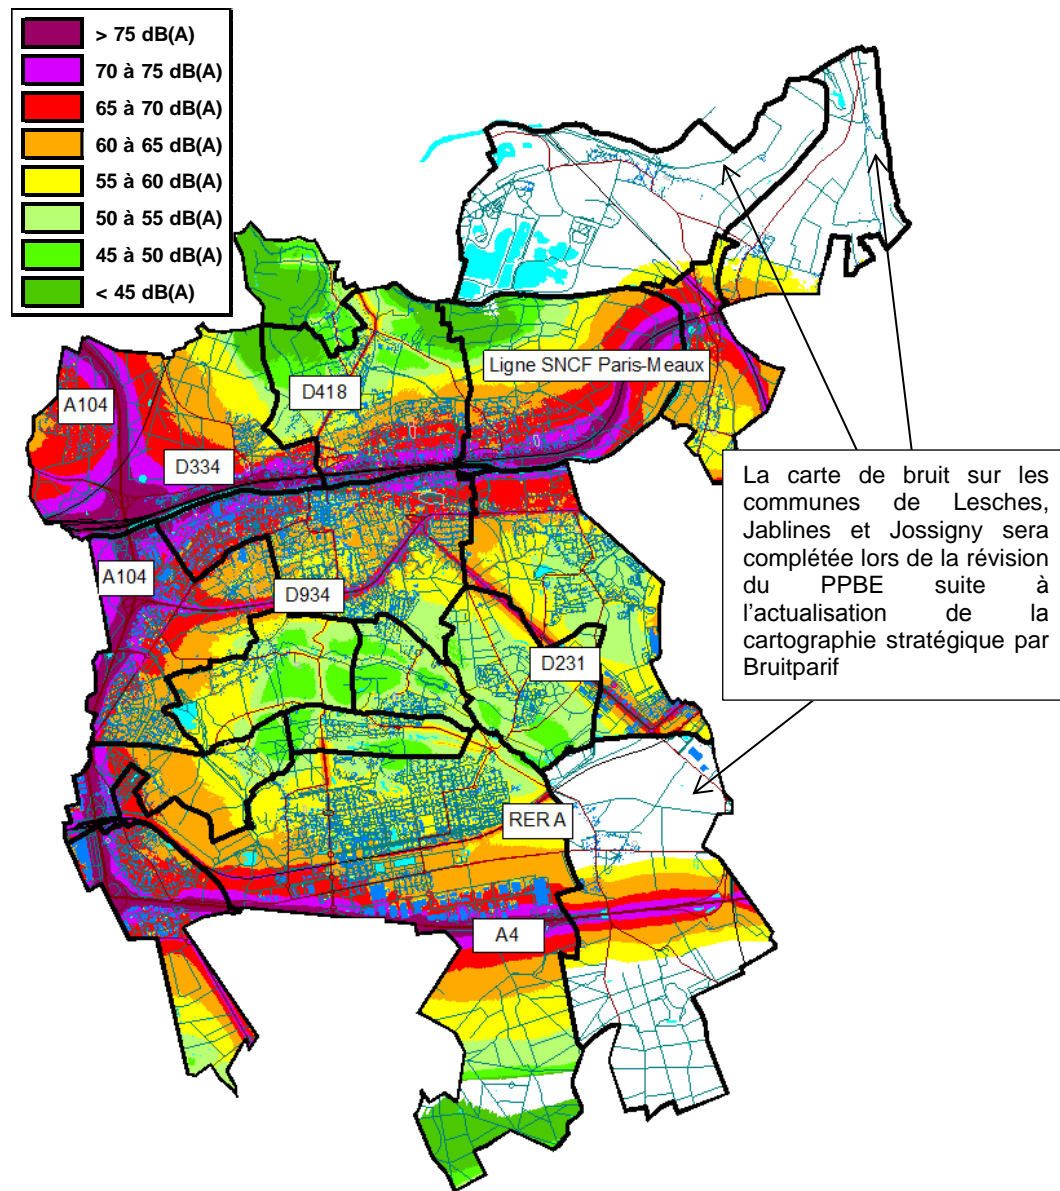 > 75 dB(A)
70 à 75 dB(A)
65 à 70 dB(A)
60 à 65 dB(A)
55 à 60 dB(A)
50 à 55 dB(A)
45 à 50 dB(A)
< 45 dB(A)
Ligne SNCF Paris-Meaux
D418
A104
D334
La carte de bruit sur les
communes de Lesches,
Jablines et Jossigny sera
complétée lors de la révision
du PPBE suite à
l’actualisation de la
cartographie stratégique par
Bruitparif
A104
D934
D231
RER A
A4